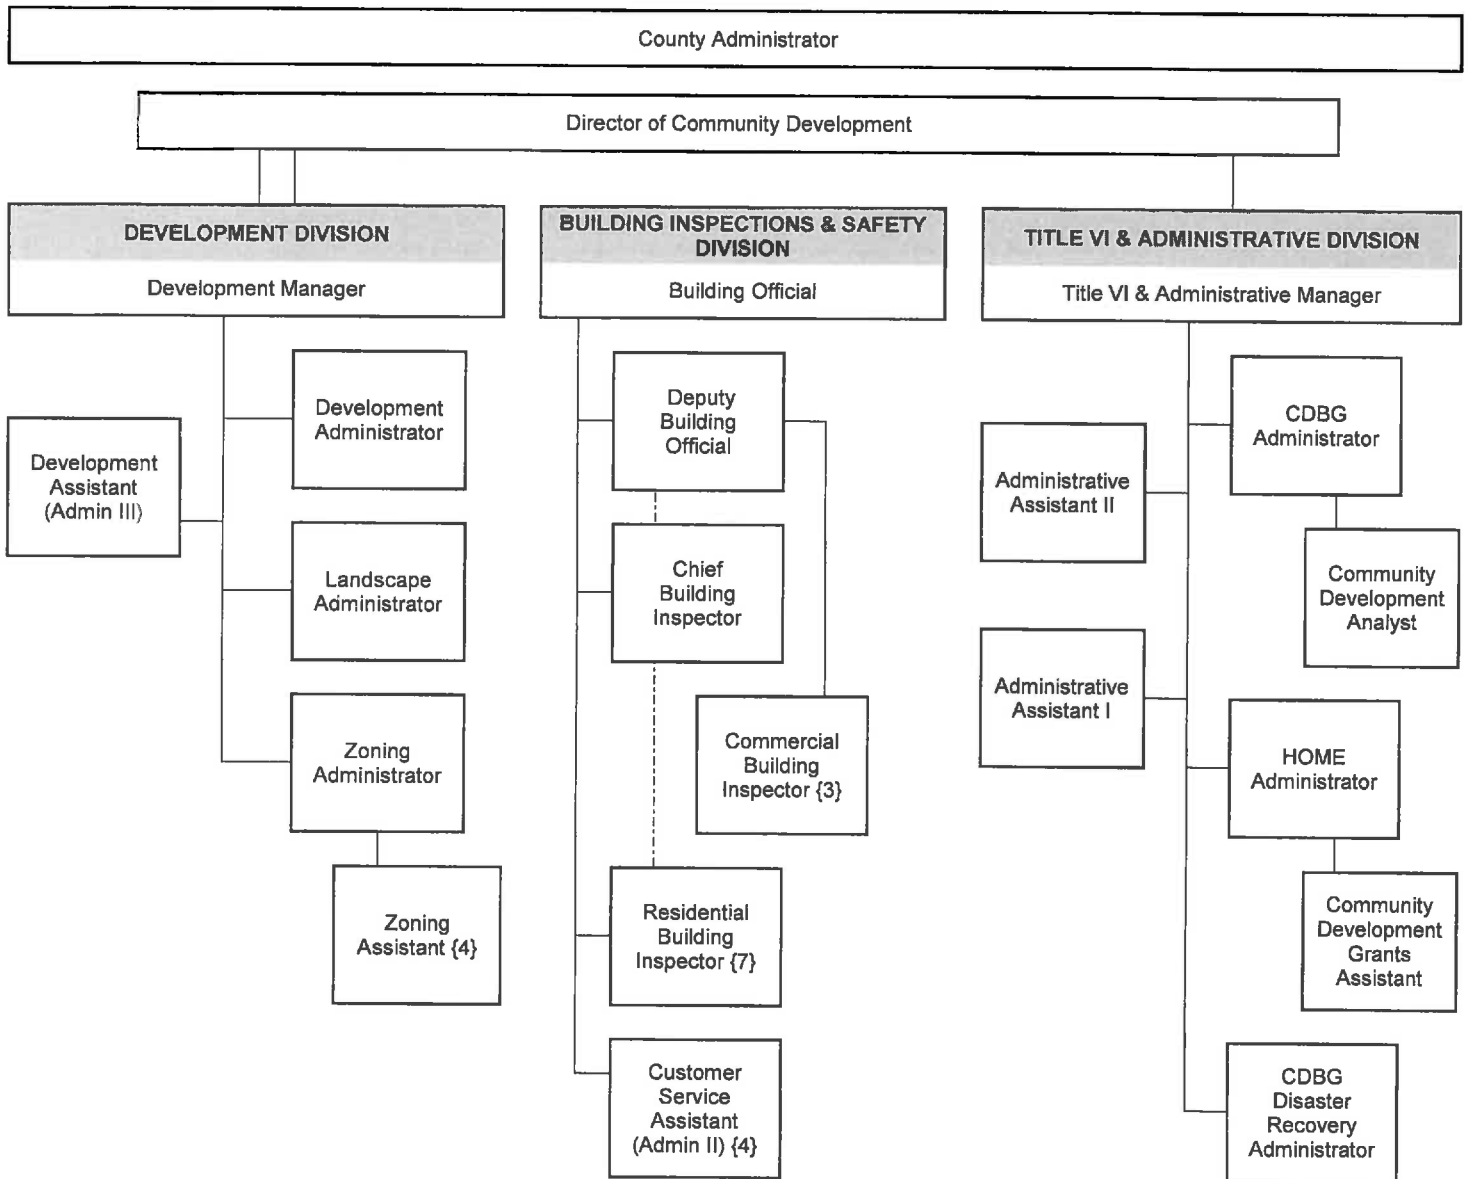 County Administrator
Director of Community Development
DEVELOPMENT DIVISION
Development Manager
Development
Assistant
(Admin III)
Development
Administrator
Landscape
Administrator
Zoning
Administrator
Zoning
Assistant {4}
BUILDING INSPECTIONS & SAFETY
DIVISION
Building Official
Deputy
Building
Official
Chief
Building
Inspector
Commercial
Building
Inspector {3}
Residential
Building
Inspector {7}
Customer
Service
Assistant
(Admin II) {4}
TITLE VI & ADMINISTRATIVE DIVISION
Title VI & Administrative Manager
CDBG
Administrator
Administrative
Assistant II
Community
Development
Analyst
Administrative
Assistant I
HOME
Administrator
Community
Development
Grants
Assistant
CDBG
Disaster
Recovery
Administrator